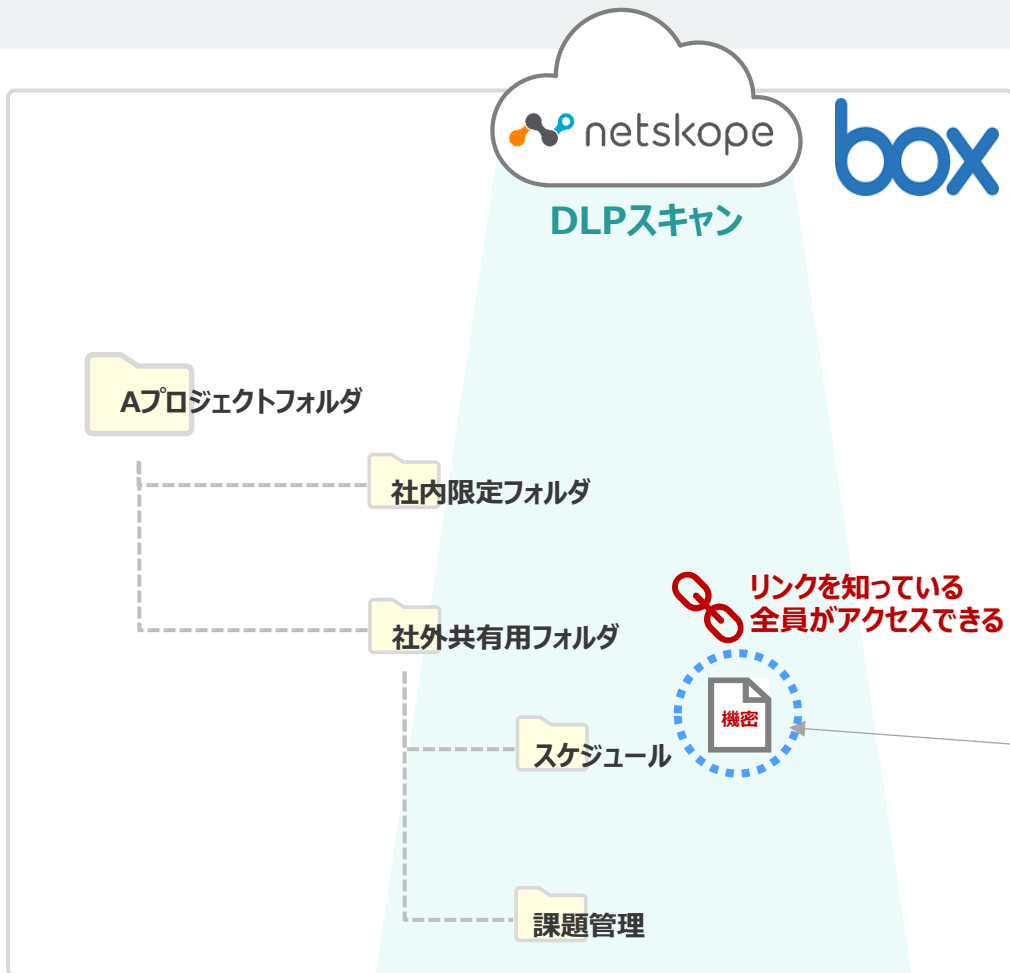 netskope
box
DLPスキャン
Aプロジェクトフォルダ
社内限定フォルダ
リンクを知っている
全員がアクセスできる
社外共有用フォルダ
機密
スケジュール
課題管理